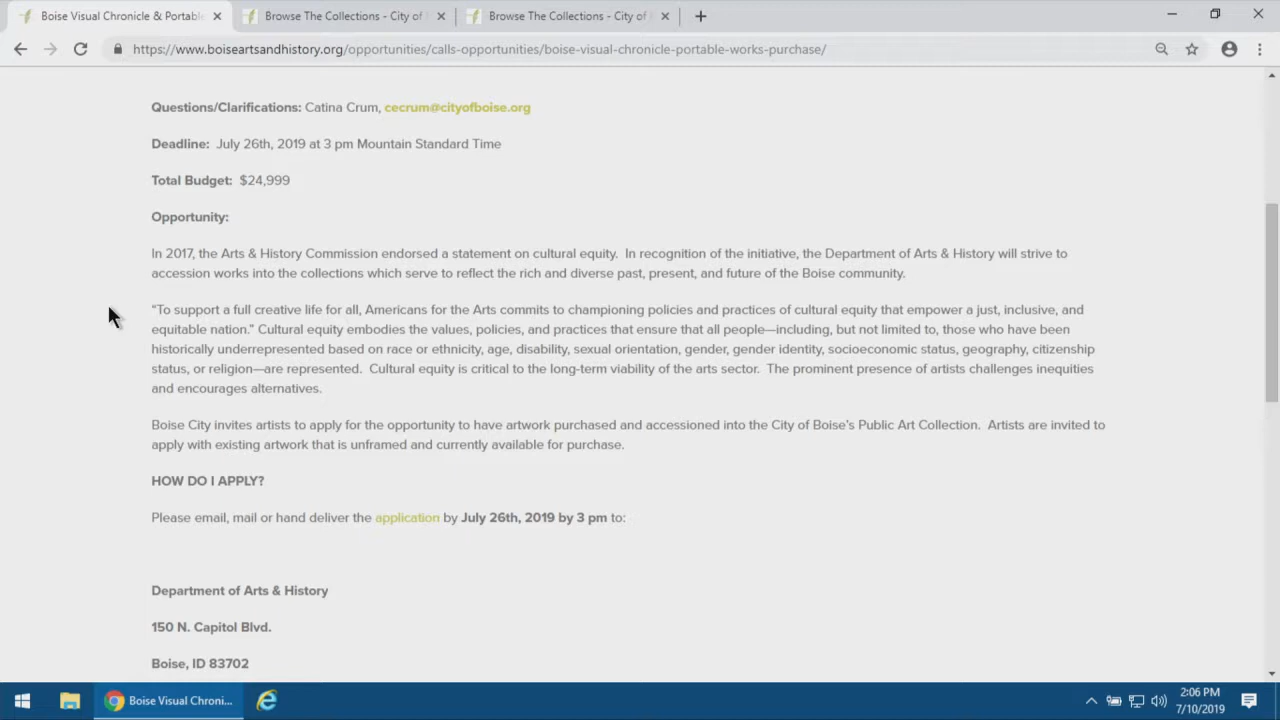 Boise Visual Chronicle & Portable
Browse The Collections - City of
Browse The Collections - City of
https://www.boiseartsandhistory.org/opportunities/calls-opportunities/boise-visual-chronicle-portable-works-purchase/
Questions/Clarifications: Catina Crum, cecrum@cityofboise.org
Deadline: July 26th, 2019 at 3 pm Mountain Standard Time
Total Budget: $24,999
Opportunity:
In 2017, the Arts & History Commission endorsed a statement on cultural equity. In recognition of the initiative, the Department of Arts & History will strive to
accession works into the collections which serve to reflect the rich and diverse past, present, and future of the Boise community.
“To support a full creative life for all, Americans for the Arts commits to championing policies and practices of cultural equity that empower a just, inclusive, and
equitable nation.” Cultural equity embodies the values, policies, and practices that ensure that all people—including, but not limited to, those who have been
historically underrepresented based on race or ethnicity, age, disability, sexual orientation, gender, gender identity, socioeconomic status, geography, citizenship
status, or religion—are represented. Cultural equity is critical to the long-term viability of the arts sector. The prominent presence of artists challenges inequities
and encourages alternatives.
Boise City invites artists to apply for the opportunity to have artwork purchased and accessioned into the City of Boise’s Public Art Collection. Artists are invited to
apply with existing artwork that is unframed and currently available for purchase.
HOW DO I APPLY?
Please email, mail or hand deliver the application by July 26th, 2019 by 3 pm to:
Department of Arts & History
150 N. Capitol Blvd.
Boise, ID 83702
Boise Visual Chroni...
2:06 PM
7/10/2019